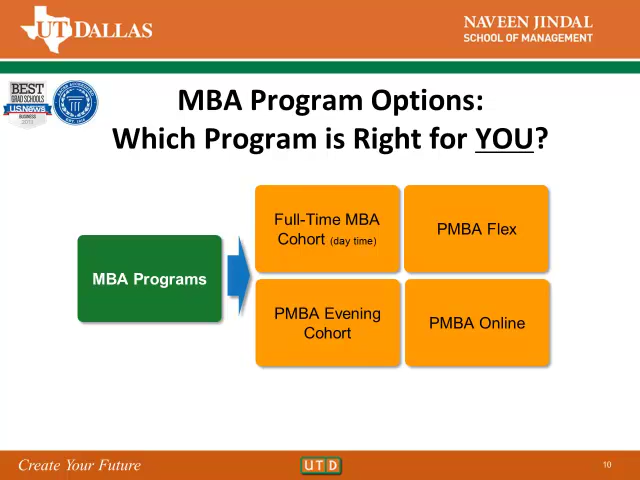 UT DALLAS
NAVEEN JINDAL
SCHOOL OF MANAGEMENT
BEST
GRAD SCHOOLS
U.S.News
BUSINESS
MBA Program Options:
Which Program is Right for YOU?
Full-Time MBA
Cohort (day time)
PMBA Flex
MBA Programs
PMBA Evening
Cohort
PMBA Online
Create Your Future
UTD
10